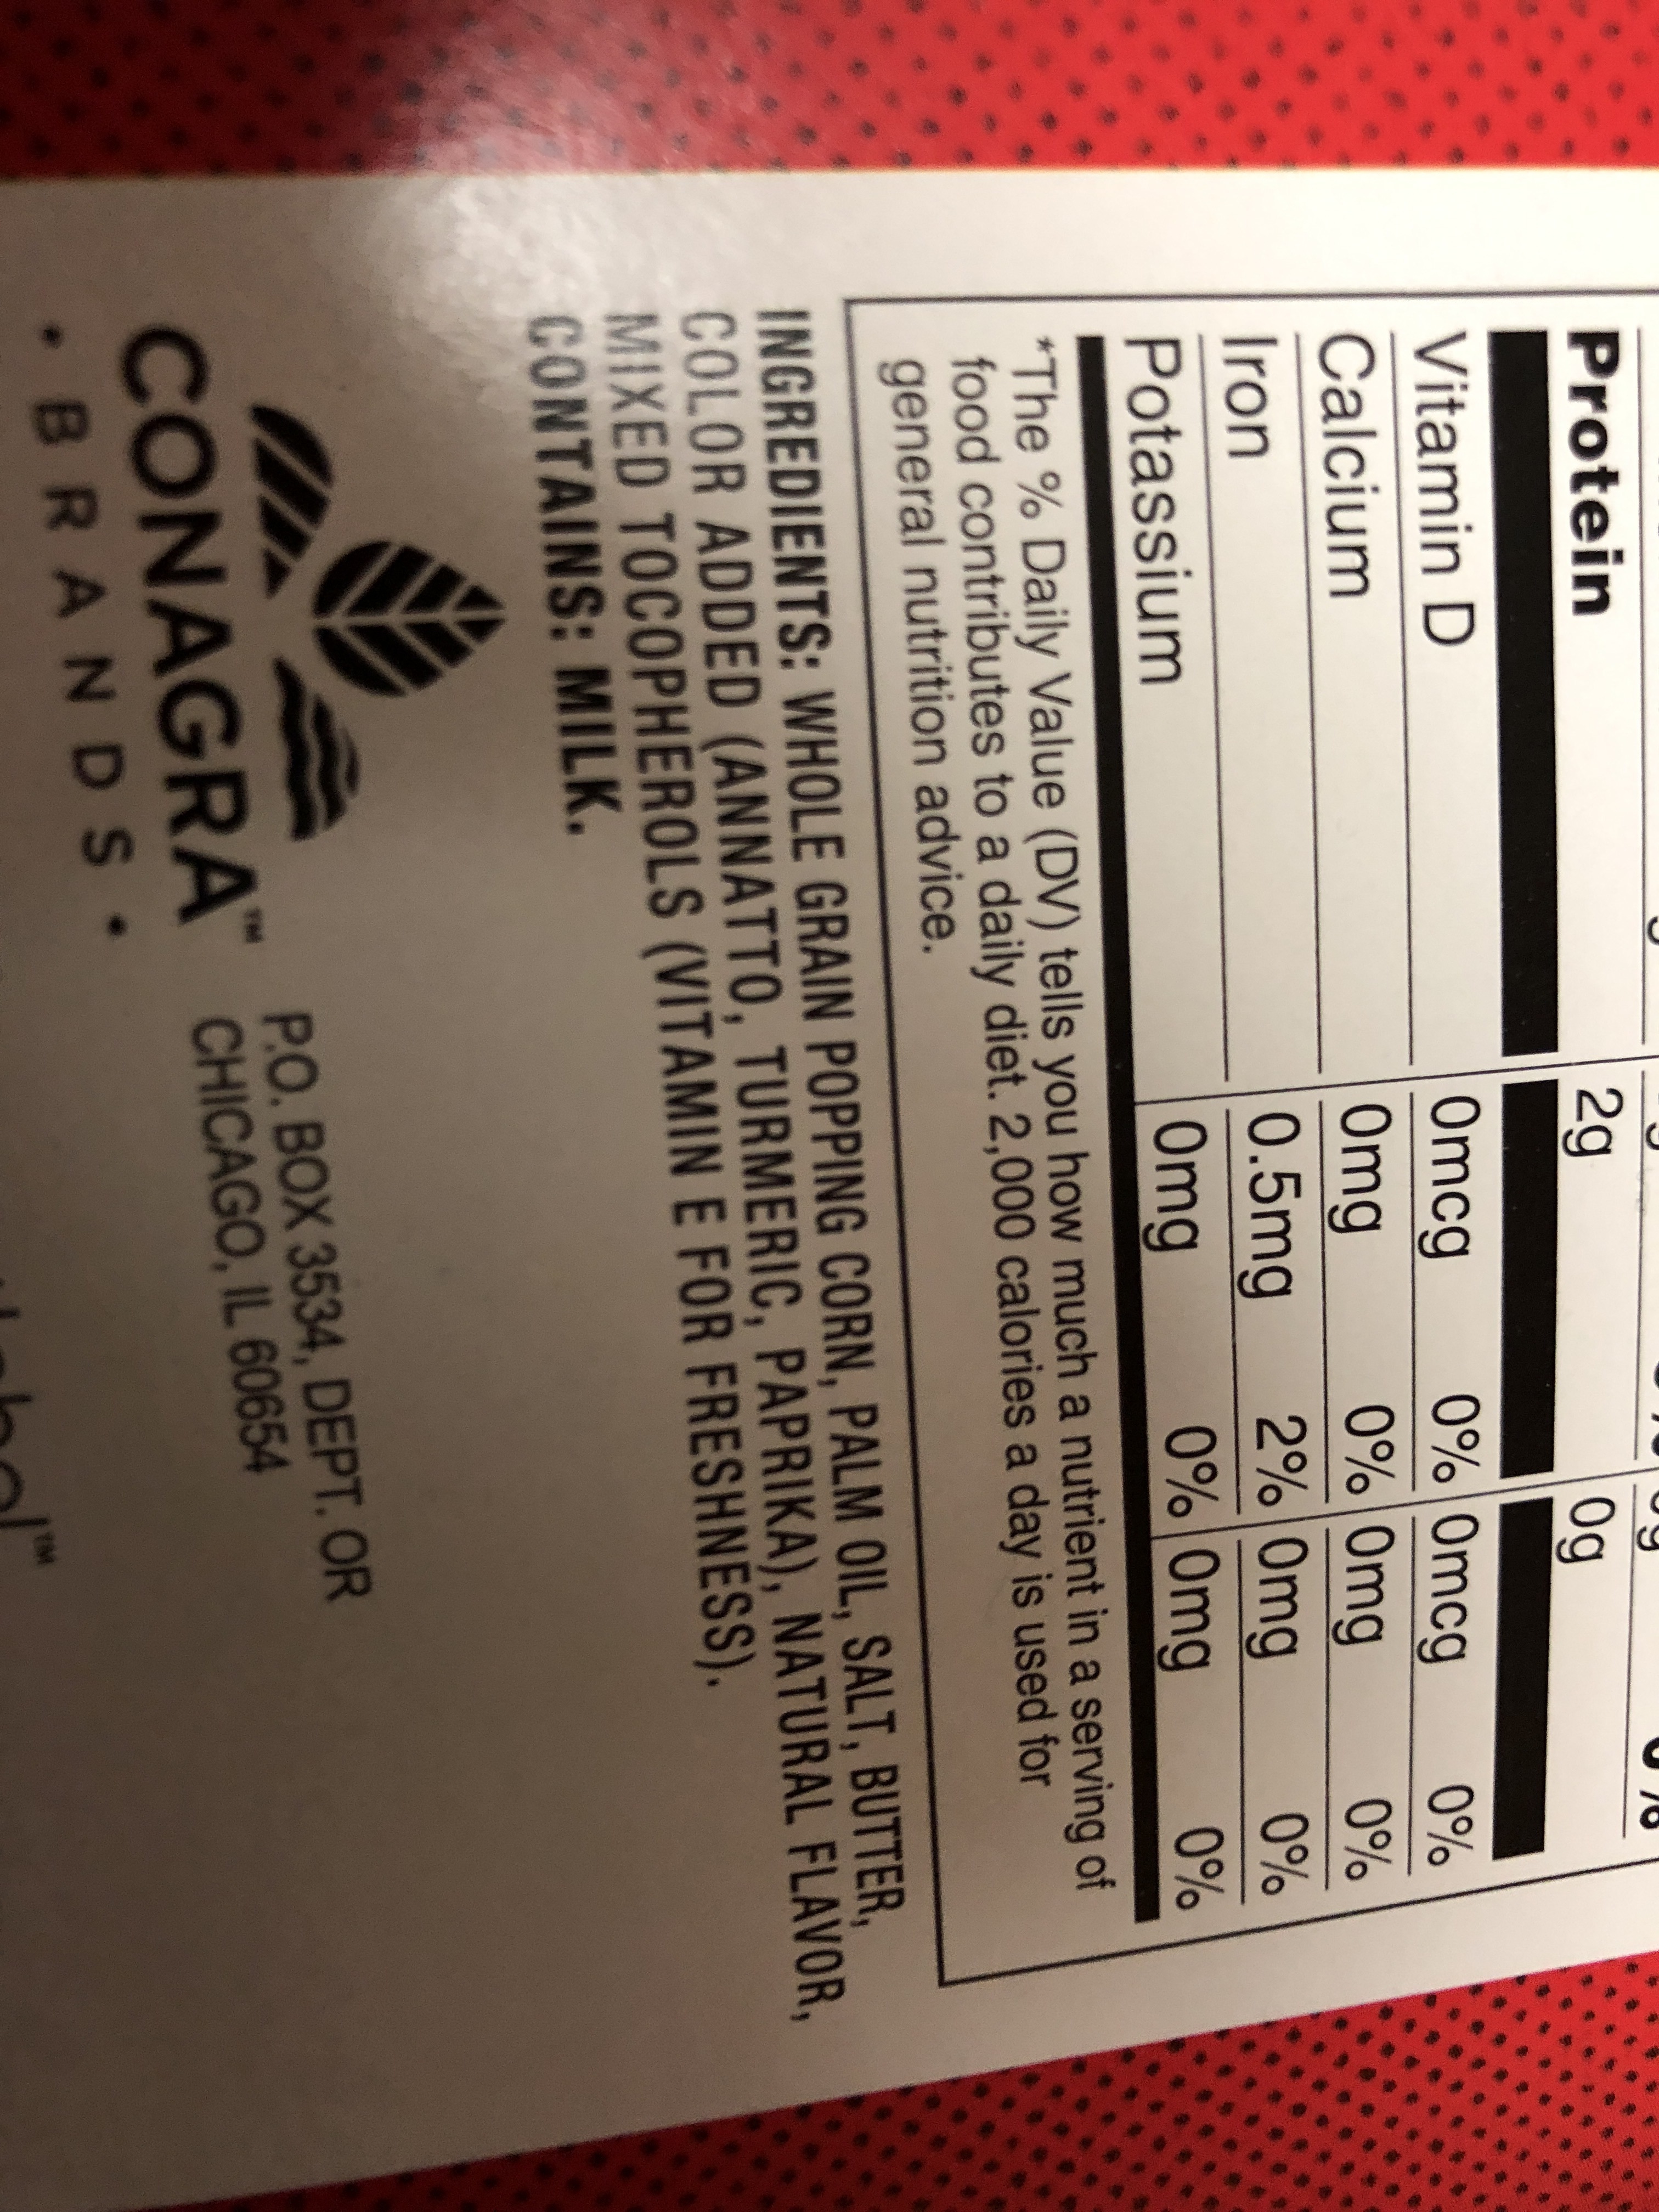 Protein 2g 0g
Vitamin D 0mcg 0% 0mcg 0%
Calcium 0mg 0% 0mg 0%
Iron 0.5mg 2% 0mg 0%
Potassium 0mg 0% 0mg 0%
*The % Daily Value (DV) tells you how much a nutrient in a serving of
food contributes to a daily diet. 2,000 calories a day is used for
general nutrition advice.
INGREDIENTS: WHOLE GRAIN POPPING CORN, PALM OIL, SALT, BUTTER,
COLOR ADDED (ANNATTO, TURMERIC, PAPRIKA), NATURAL FLAVOR,
MIXED TOCOPHEROLS (VITAMIN E FOR FRESHNESS).
CONTAINS: MILK.
CONAGRA™
• BRANDS •
P.O. BOX 3534, DEPT. OR
CHICAGO, IL 60654